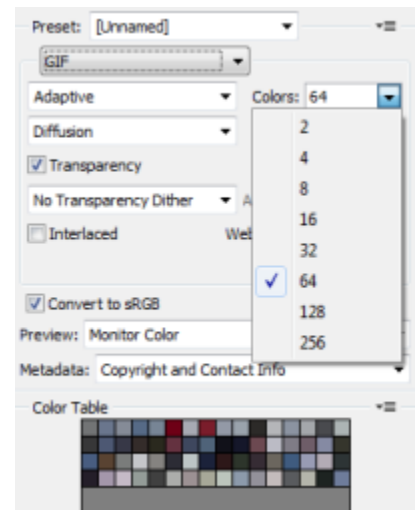 Preset: [Unnamed]
GIF
Adaptive Colors: 64
Diffusion
2
4
Transparency
8
No Transparency Dither A
16
Interlaced Web
32
64
Convert to sRGB
128
Preview: Monitor Color
256
Metadata: Copyright and Contact Info
Color Table